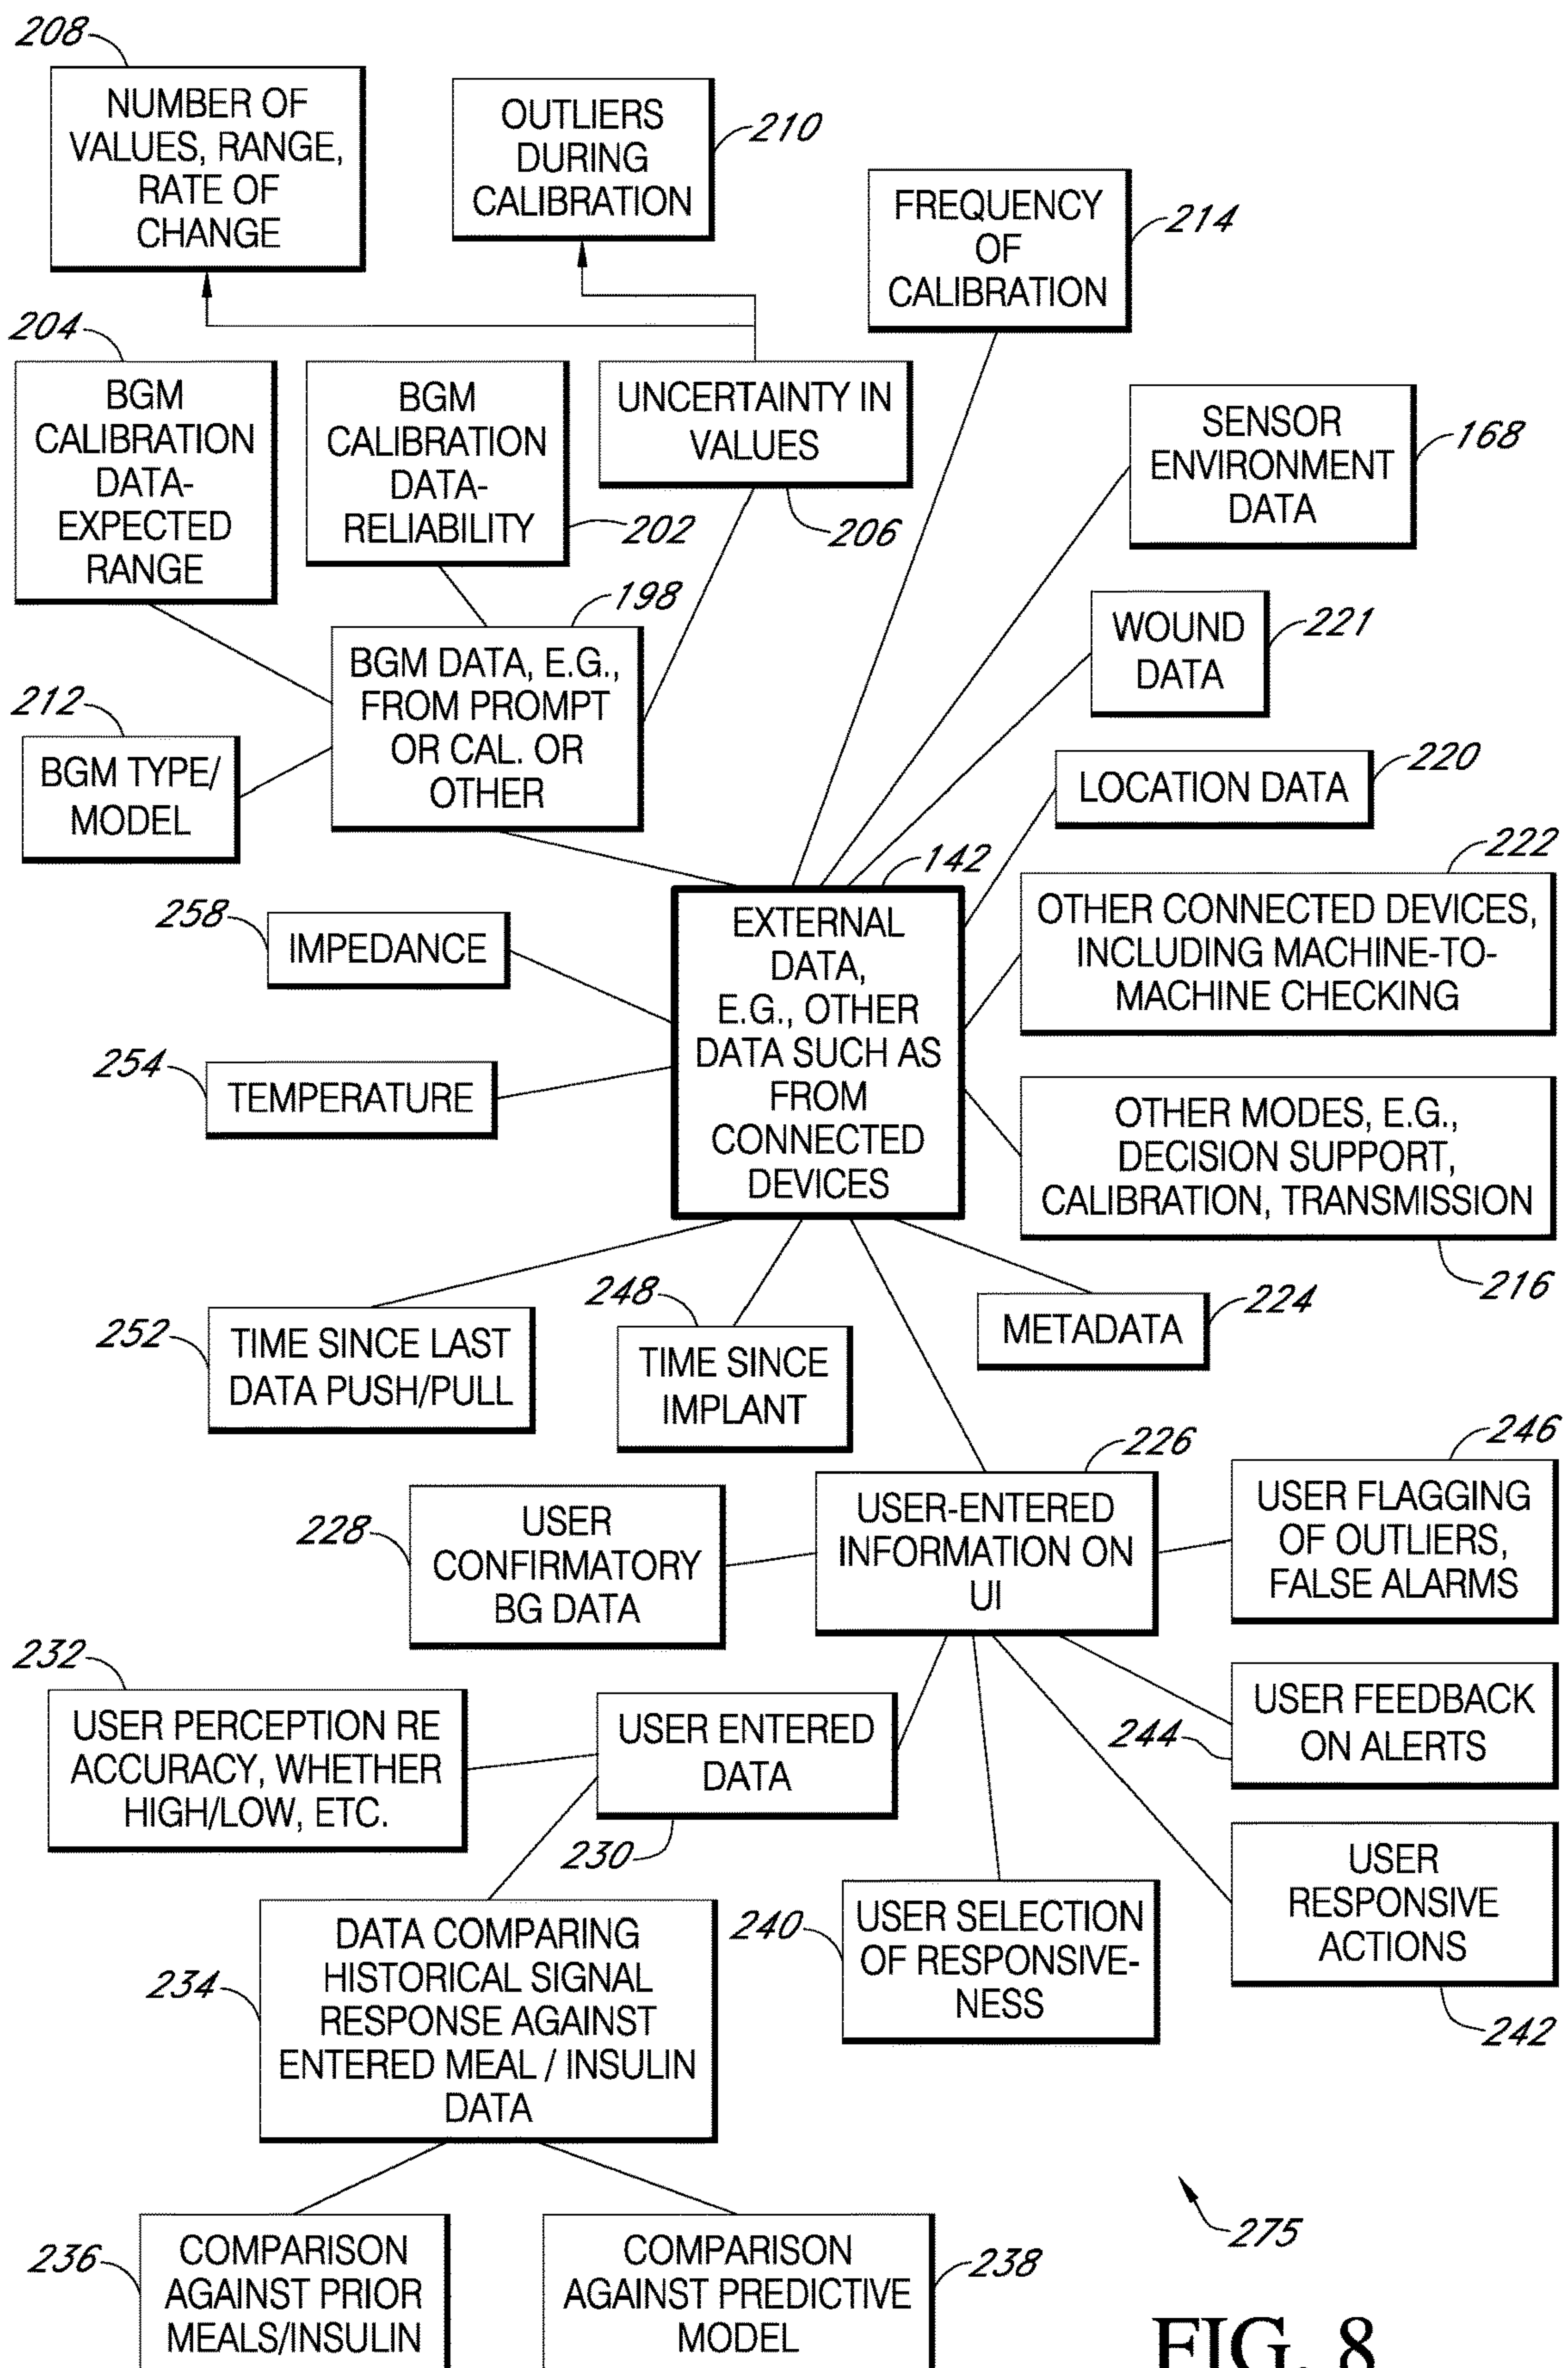 208
NUMBER OF
VALUES, RANGE,
RATE OF
CHANGE
OUTLIERS
DURING
CALIBRATION
210
FREQUENCY
OF
CALIBRATION
214
204
BGM
CALIBRATION
DATA-
EXPECTED
RANGE
BGM
CALIBRATION
DATA-
RELIABILITY
202
UNCERTAINTY IN
VALUES
206
SENSOR
ENVIRONMENT
DATA
168
198
BGM DATA, E.G.,
FROM PROMPT
OR CAL. OR
OTHER
WOUND
DATA
221
212
BGM TYPE/
MODEL
LOCATION DATA
220
142
EXTERNAL
DATA,
E.G., OTHER
DATA SUCH AS
FROM
CONNECTED
DEVICES
222
OTHER CONNECTED DEVICES,
INCLUDING MACHINE-TO-
MACHINE CHECKING
258
IMPEDANCE
254
TEMPERATURE
OTHER MODES, E.G.,
DECISION SUPPORT,
CALIBRATION, TRANSMISSION
216
252
TIME SINCE LAST
DATA PUSH/PULL
248
TIME SINCE
IMPLANT
METADATA
224
226
USER-ENTERED
INFORMATION ON
UI
228
USER
CONFIRMATORY
BG DATA
246
USER FLAGGING
OF OUTLIERS,
FALSE ALARMS
232
USER PERCEPTION RE
ACCURACY, WHETHER
HIGH/LOW, ETC.
USER ENTERED
DATA
230
244
USER FEEDBACK
ON ALERTS
234
DATA COMPARING
HISTORICAL SIGNAL
RESPONSE AGAINST
ENTERED MEAL / INSULIN
DATA
240
USER SELECTION
OF RESPONSIVE-
NESS
USER
RESPONSIVE
ACTIONS
242
236
COMPARISON
AGAINST PRIOR
MEALS/INSULIN
COMPARISON
AGAINST PREDICTIVE
MODEL
238
275
FIG. 8